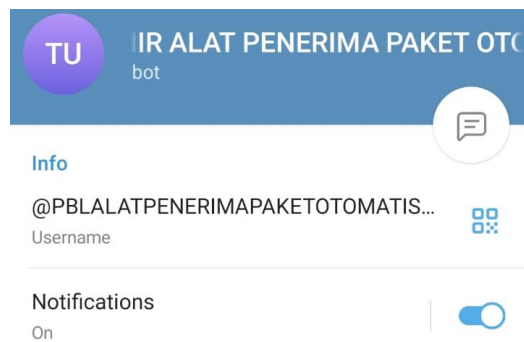 TU
IR ALAT PENERIMA PAKET OTO
bot
Info
@PBLALATPENERIMAPAKETOTOMATIS...
Username
Notifications
On